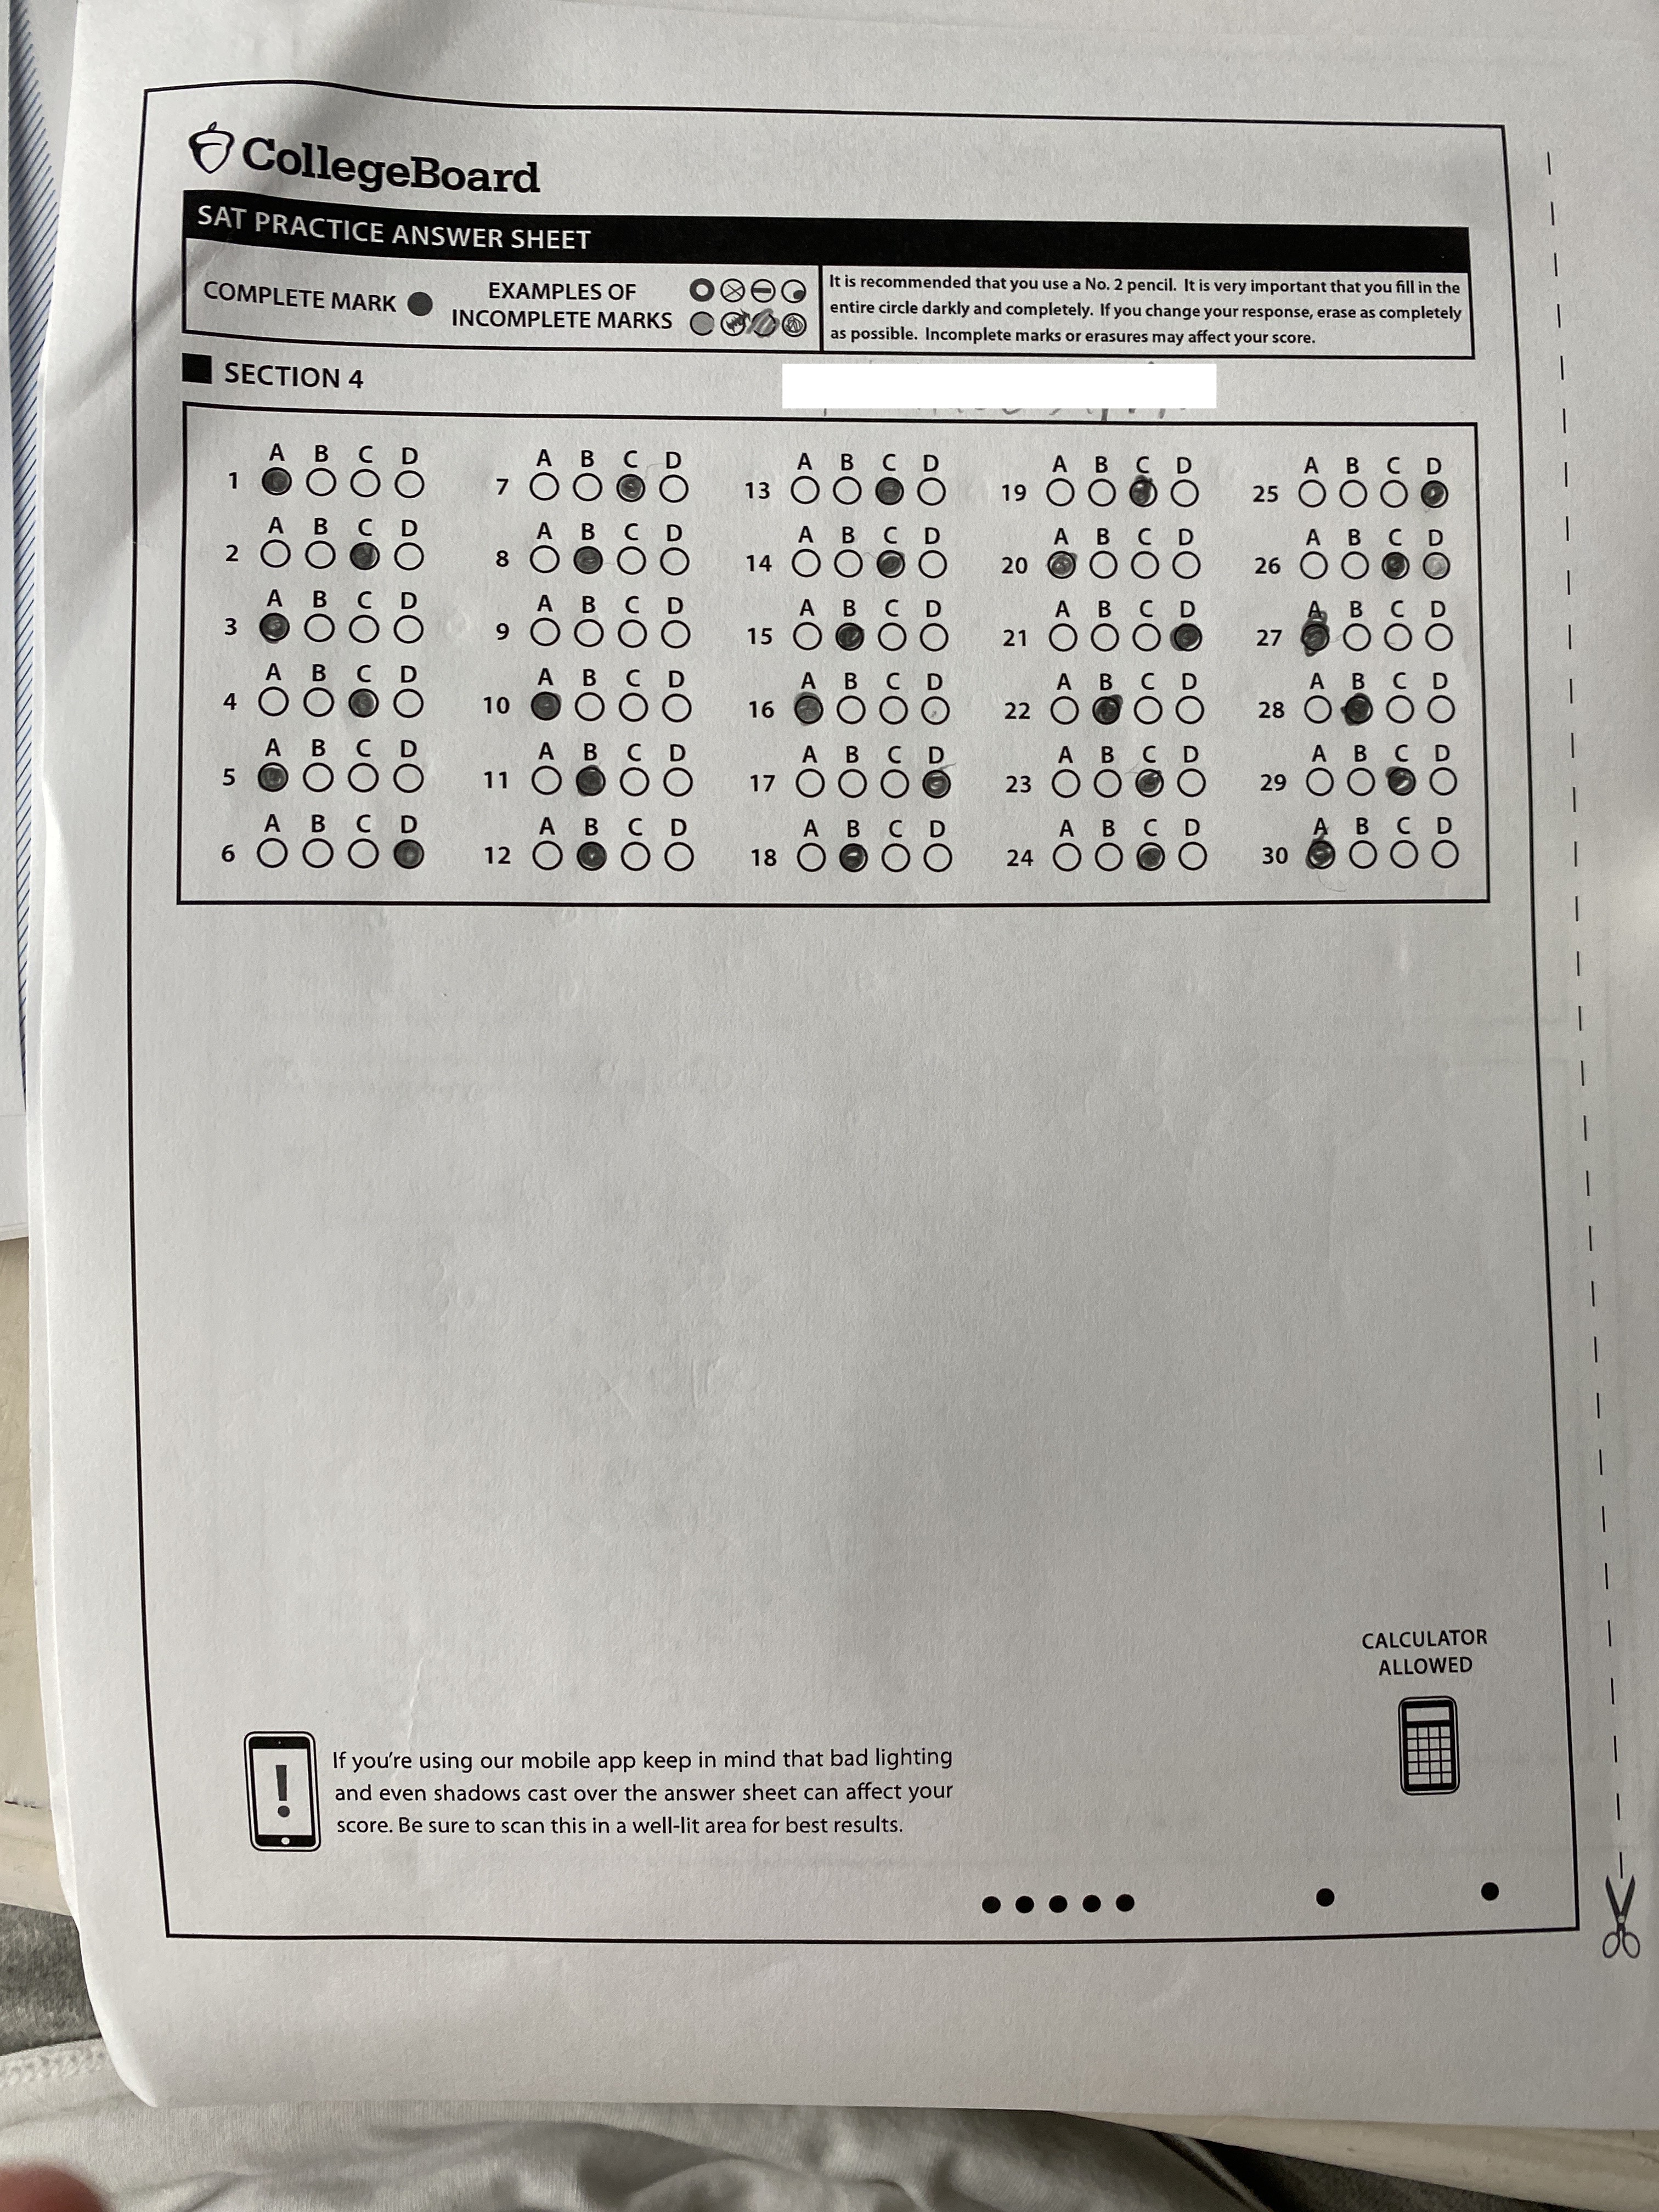 CollegeBoard
SAT PRACTICE ANSWER SHEET
COMPLETE MARK
EXAMPLES OF
INCOMPLETE MARKS
It is recommended that you use a No. 2 pencil. It is very important that you fill in the
entire circle darkly and completely. If you change your response, erase as completely
as possible. Incomplete marks or erasures may affect your score.
SECTION 4
A B C D
1
A B C D
2
A B C D
3
A B C D
4
A B C D
5
A B C D
6
A B C D
7
A B C D
8
A B C D
9
A B C D
10
A B C D
11
A B C D
12
A B C D
13
A B C D
14
A B C D
15
A B C D
16
A B C D
17
A B C D
18
A B C D
19
A B C D
20
A B C D
21
A B C D
22
A B C D
23
A B C D
24
A B C D
25
A B C D
26
A B C D
27
A B C D
28
A B C D
29
A B C D
30
CALCULATOR
ALLOWED
If you're using our mobile app keep in mind that bad lighting
and even shadows cast over the answer sheet can affect your
score. Be sure to scan this in a well-lit area for best results.